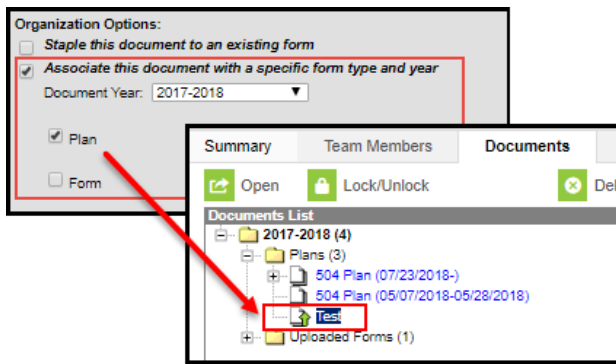 Organization Options:
Staple this document to an existing form
Associate this document with a specific form type and year
Document Year: 2017-2018
Plan
Form
Summary Team Members Documents
Open Lock/Unlock Del
Documents List
2017-2018 (4)
Plans (3)
504 Plan (07/23/2018-)
504 Plan (05/07/2018-05/28/2018)
Test
Uploaded Forms (1)